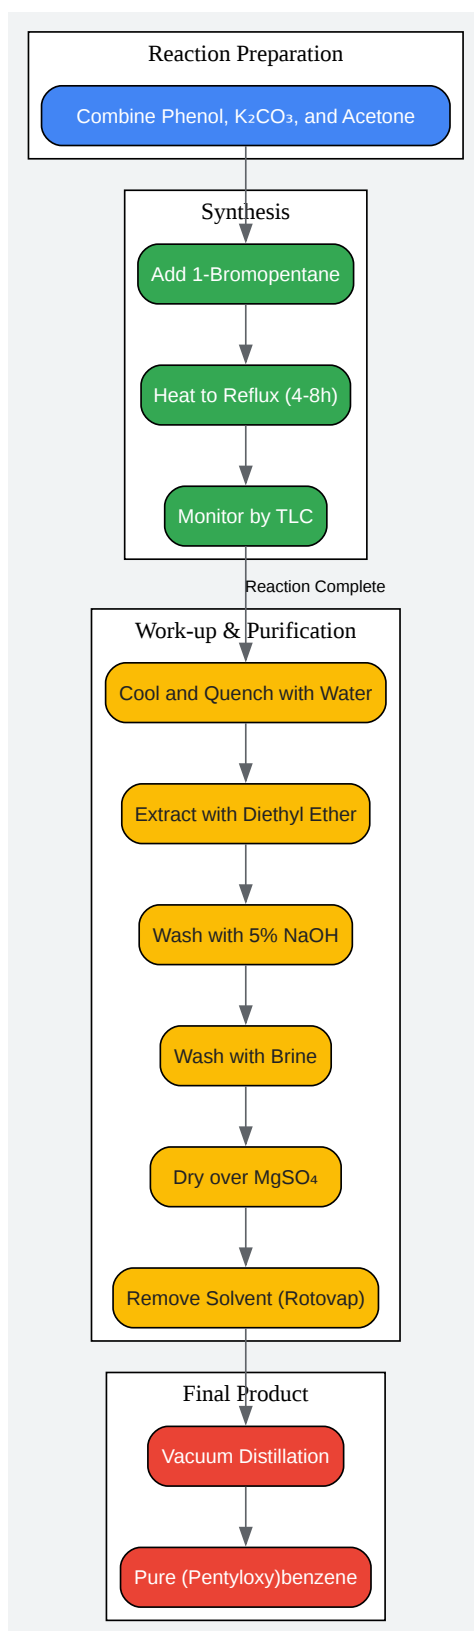 Reaction Preparation
Combine Phenol, K₂CO₃, and Acetone
Synthesis
Add 1-Bromopentane
Heat to Reflux (4-8h)
Monitor by TLC
Reaction Complete
Work-up & Purification
Cool and Quench with Water
Extract with Diethyl Ether
Wash with 5% NaOH
Wash with Brine
Dry over MgSO₄
Remove Solvent (Rotovap)
Final Product
Vacuum Distillation
Pure (Pentyloxy)benzene